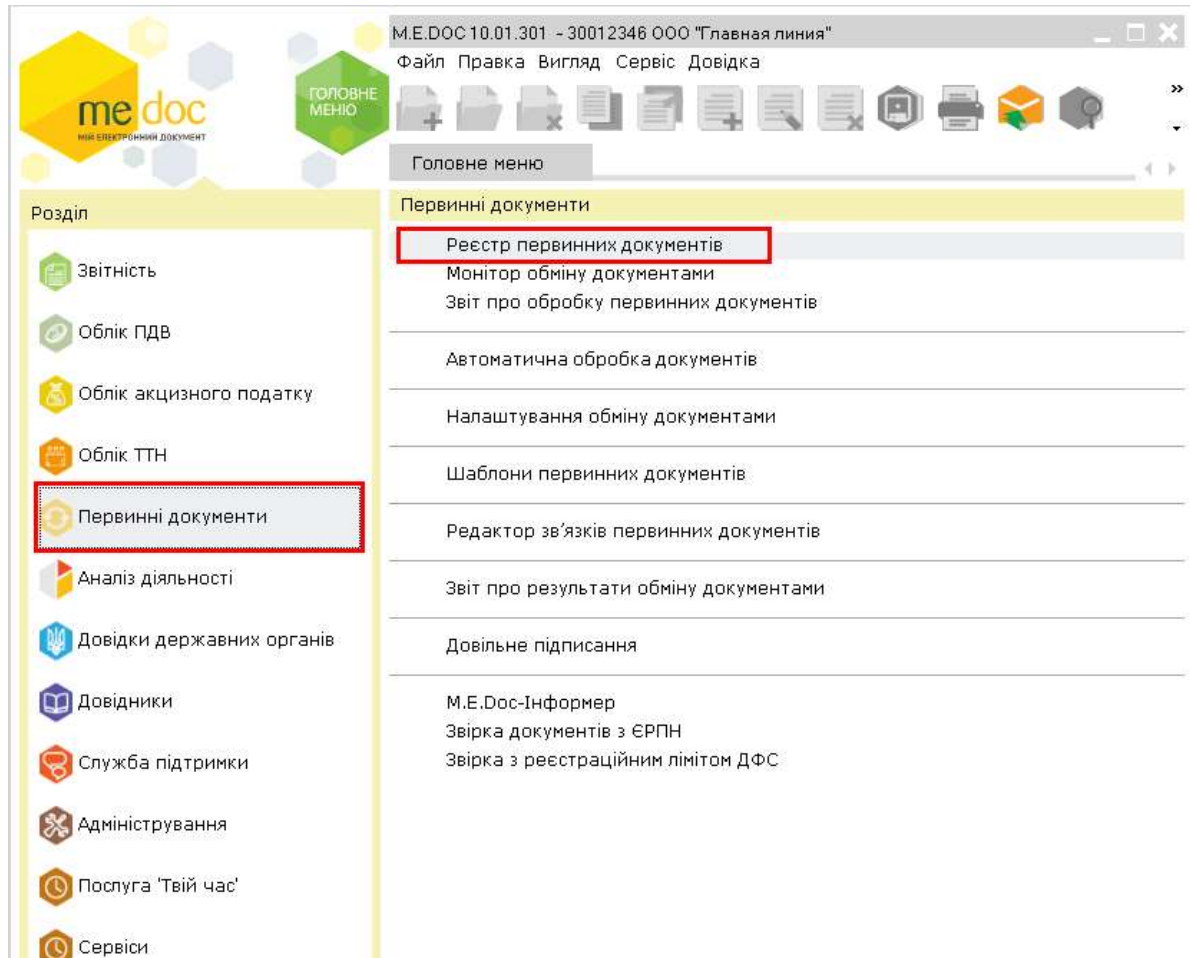 me doc
МІЙ ЕЛЕКТРОННИЙ ДОКУМЕНТ
ГОЛОВНЕ
МЕНЮ
M.E.DOC 10.01.301 - 30012346 ООО "Главная линия"
Файл Правка Вигляд Сервіс Довідка
Головне меню
Розділ
Звітність
Облік ПДВ
Облік акцизного податку
Облік ТТН
Первинні документи
Аналіз діяльності
Довідки державних органів
Довідники
Служба підтримки
Адміністрування
Послуга 'Твій час'
Сервіси
Первинні документи
Реєстр первинних документів
Монітор обміну документами
Звіт про обробку первинних документів
Автоматична обробка документів
Налаштування обміну документами
Шаблони первинних документів
Редактор зв’язків первинних документів
Звіт про результати обміну документами
Довільне підписання
M.E.Doc-Інформер
Звірка документів з ЄРПН
Звірка з реєстраційним лімітом ДФС